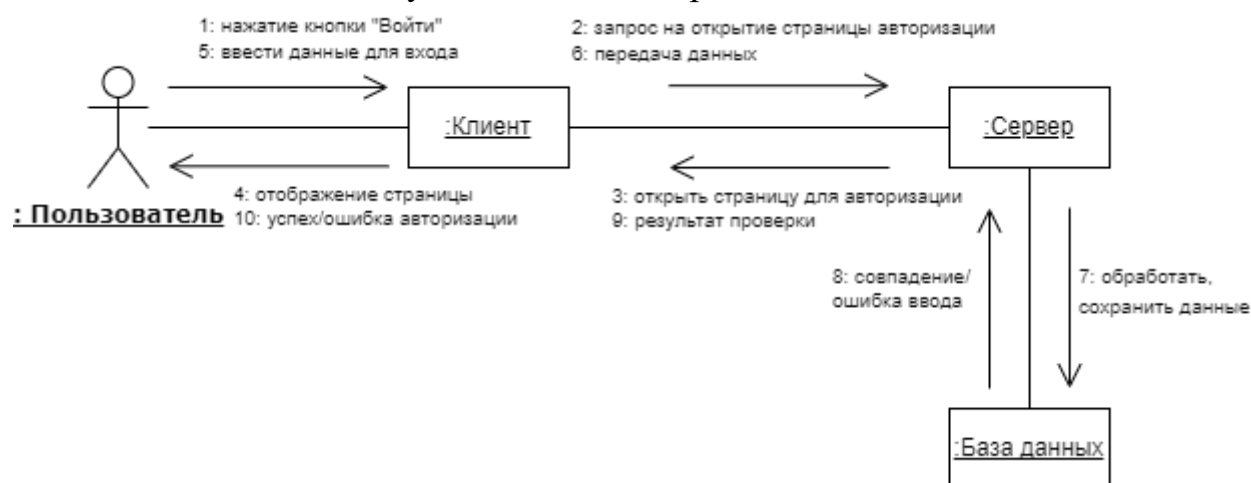 1: нажатие кнопки "Войти"
5: ввести данные для входа
2: запрос на открытие страницы авторизации
6: передача данных
:Клиент
:Сервер
: Пользователь
4: отображение страницы
10: успех/ошибка авторизации
3: открыть страницу для авторизации
9: результат проверки
8: совпадение/
ошибка ввода
7: обработать,
сохранить данные
:База данных